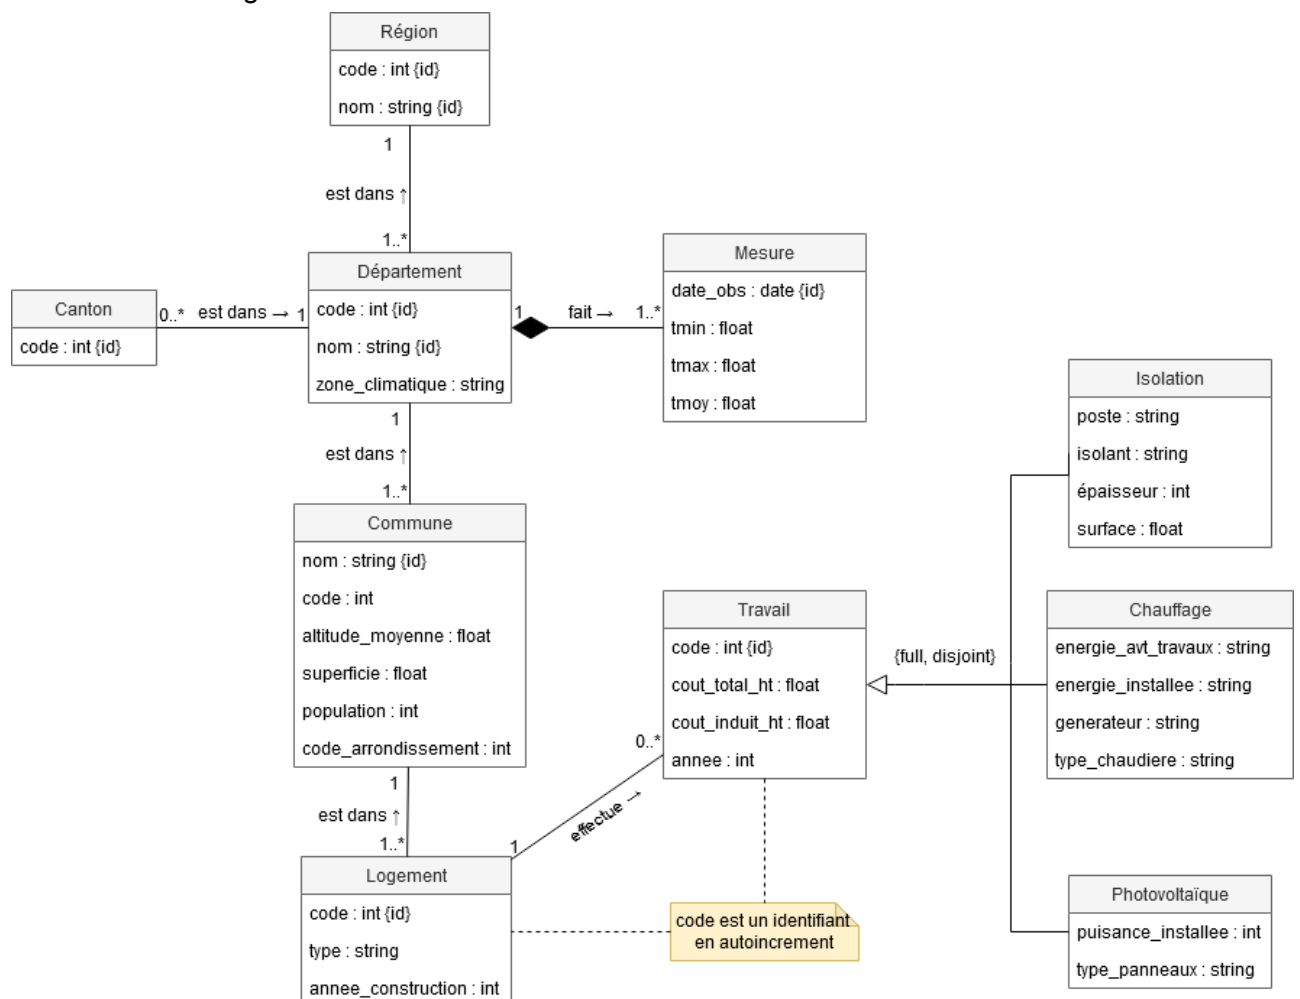 Région
code : int {id}
nom : string {id}
1
est dans ↑
1..*
Département
code : int {id}
nom : string {id}
zone_climatique : string
Canton
code : int {id}
0..*
est dans →
1
1
fait →
1..*
Mesure
date_obs : date {id}
tmin : float
tmax : float
tmoy : float
1
est dans ↑
1..*
Commune
nom : string {id}
code : int
altitude_moyenne : float
superficie : float
population : int
code_arrondissement : int
1
est dans ↑
1..*
Logement
code : int {id}
type : string
annee_construction : int
1
effectue →
0..*
Travail
code : int {id}
cout_total_ht : float
cout_induit_ht : float
annee : int
code est un identifiant
en autoincrement
{full, disjoint}
Isolation
poste : string
isolant : string
épaisseur : int
surface : float
Chauffage
energie_avt_travaux : string
energie_installee : string
generateur : string
type_chaudiere : string
Photovoltaïque
puisance_installee : int
type_panneaux : string